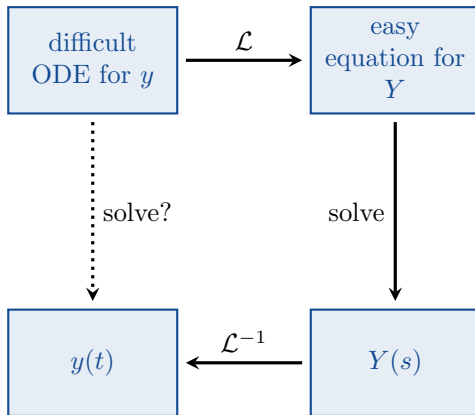 difficult
ODE for y
ℒ
easy
equation for
Y
solve?
solve
y(t)
ℒ⁻¹
Y(s)